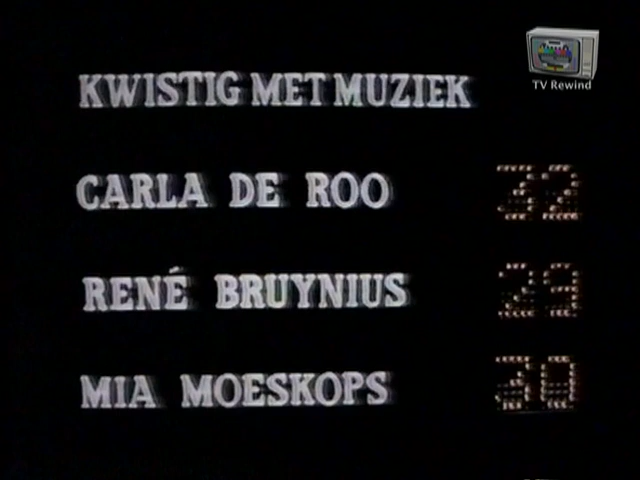 TV Rewind
KWISTIG MET MUZIEK
CARLA DE ROO 32
RENÉ BRUYNIUS 29
MIA MOESKOPS 30